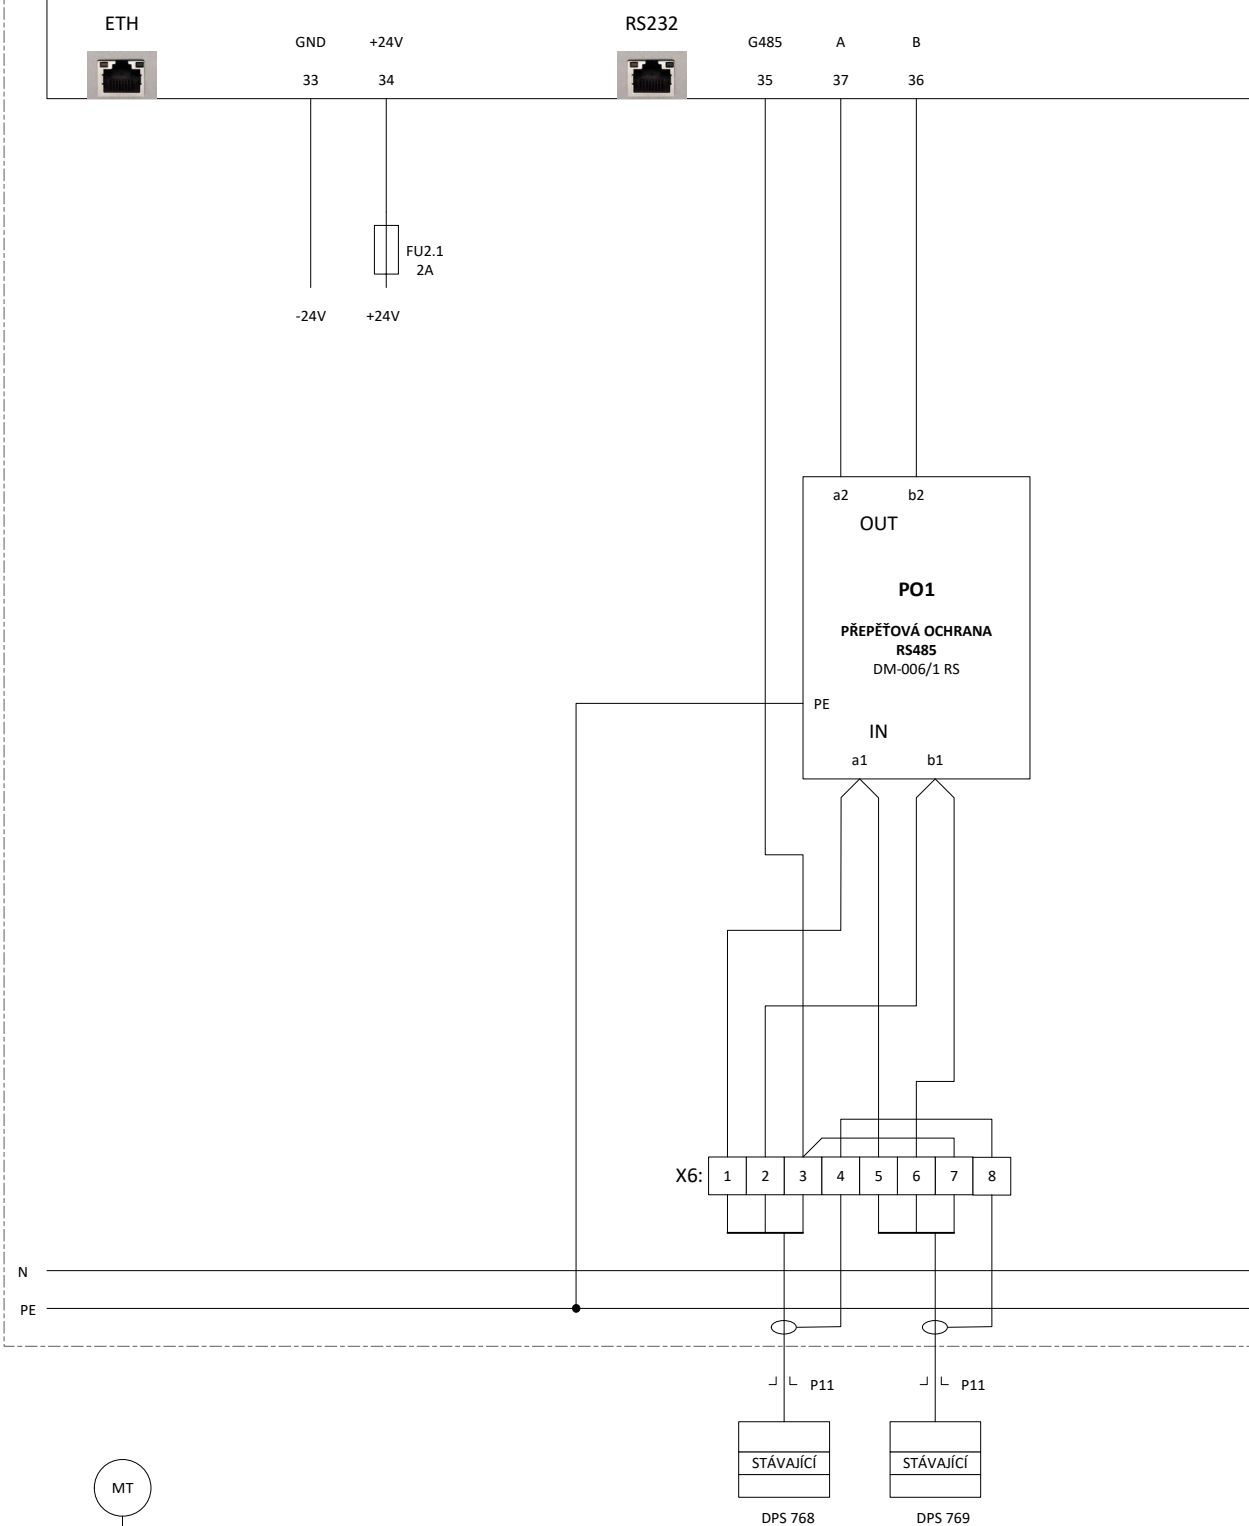 ETH
RS232
GND +24V
G485 A B
33 34
35 37 36
FU2.1
2A
-24V +24V
a2 b2
OUT
PO1
PŘEPĚŤOVÁ OCHRANA
RS485
DM-006/1 RS
PE
IN
a1 b1
X6: 1 2 3 4 5 6 7 8
N
PE
P11 P11
STÁVAJÍCÍ STÁVAJÍCÍ
MT
DPS 768 DPS 769